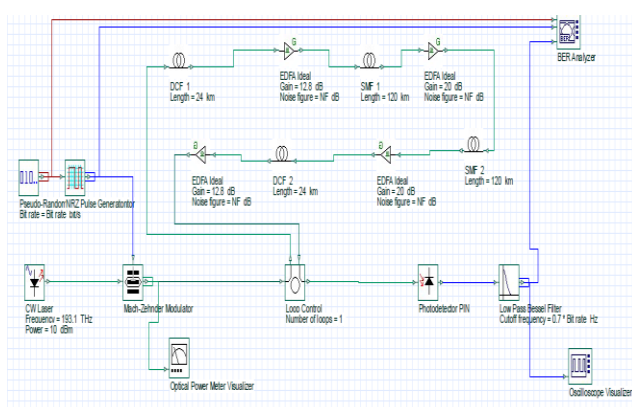 BER Analyzer
G
G
DCF 1
Length = 24 km
EDFA Ideal
Gain = 12.8 dB
Noise figure = NF dB
SMF 1
Length = 120 km
EDFA Ideal
Gain = 20 dB
Noise figure = NF dB
G
G
EDFA Ideal
Gain = 12.8 dB
Noise figure = NF dB
DCF 2
Length = 24 km
EDFA Ideal
Gain = 20 dB
Noise figure = NF dB
SMF 2
Length = 120 km
Pseudo-Random NRZ Pulse Generatontor
Bit rate = Bit rate bit/s
CW Laser
Frequency = 193.1 THz
Power = 10 dBm
Mach-Zehnder Modulator
Loop Control
Number of loops = 1
Photodetector PIN
Low Pass Bessel Filter
Cutoff frequency = 0.7 * Bit rate Hz
Optical Power Meter Visualizer
Oscilloscope Visualizer